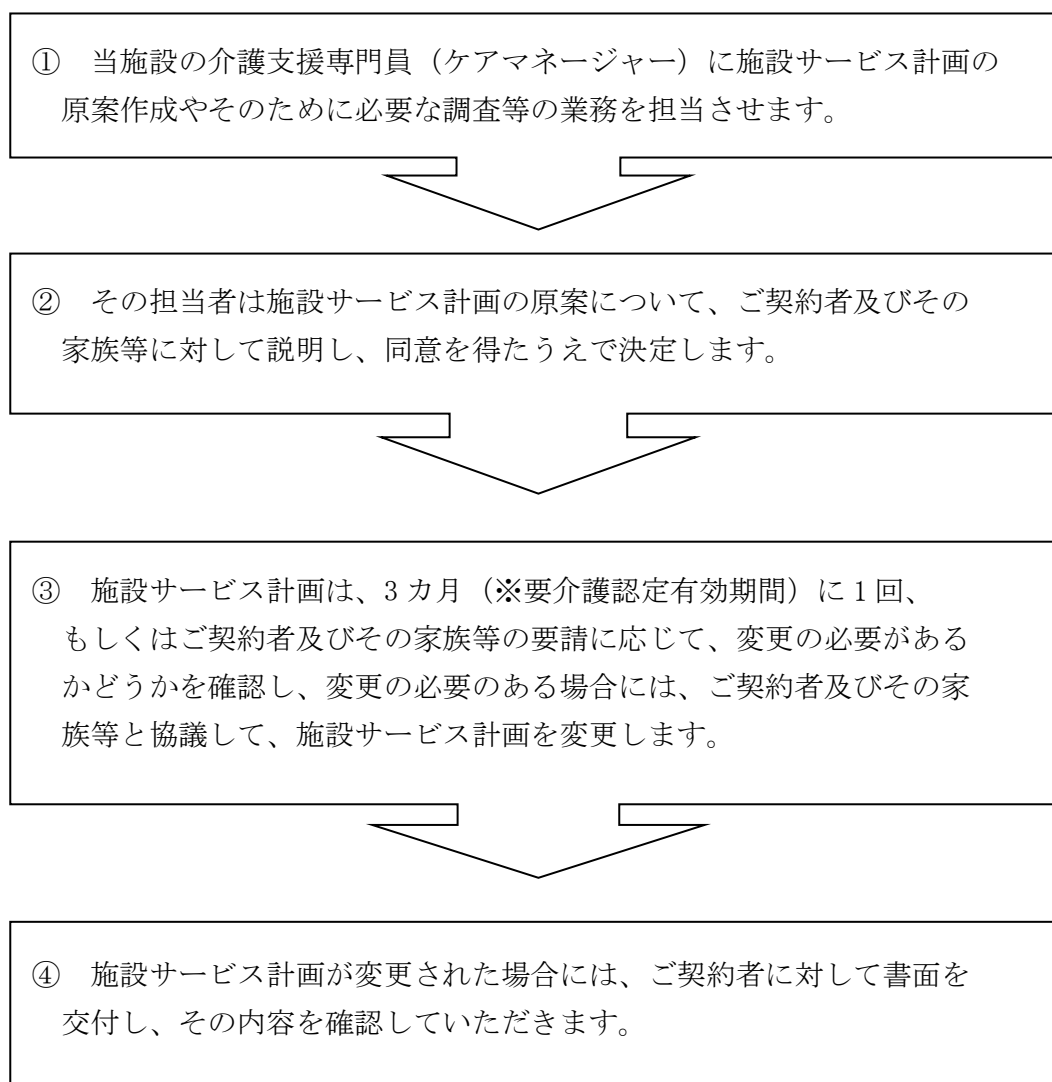 ① 当施設の介護支援専門員（ケアマネージャー）に施設サービス計画の
原案作成やそのために必要な調査等の業務を担当させます。
② その担当者は施設サービス計画の原案について、ご契約者及びその
家族等に対して説明し、同意を得たうえで決定します。
③ 施設サービス計画は、3 カ月（※要介護認定有効期間）に 1 回、
もしくはご契約者及びその家族等の要請に応じて、変更の必要がある
かどうかを確認し、変更の必要のある場合には、ご契約者及びその家
族等と協議して、施設サービス計画を変更します。
④ 施設サービス計画が変更された場合には、ご契約者に対して書面を
交付し、その内容を確認していただきます。